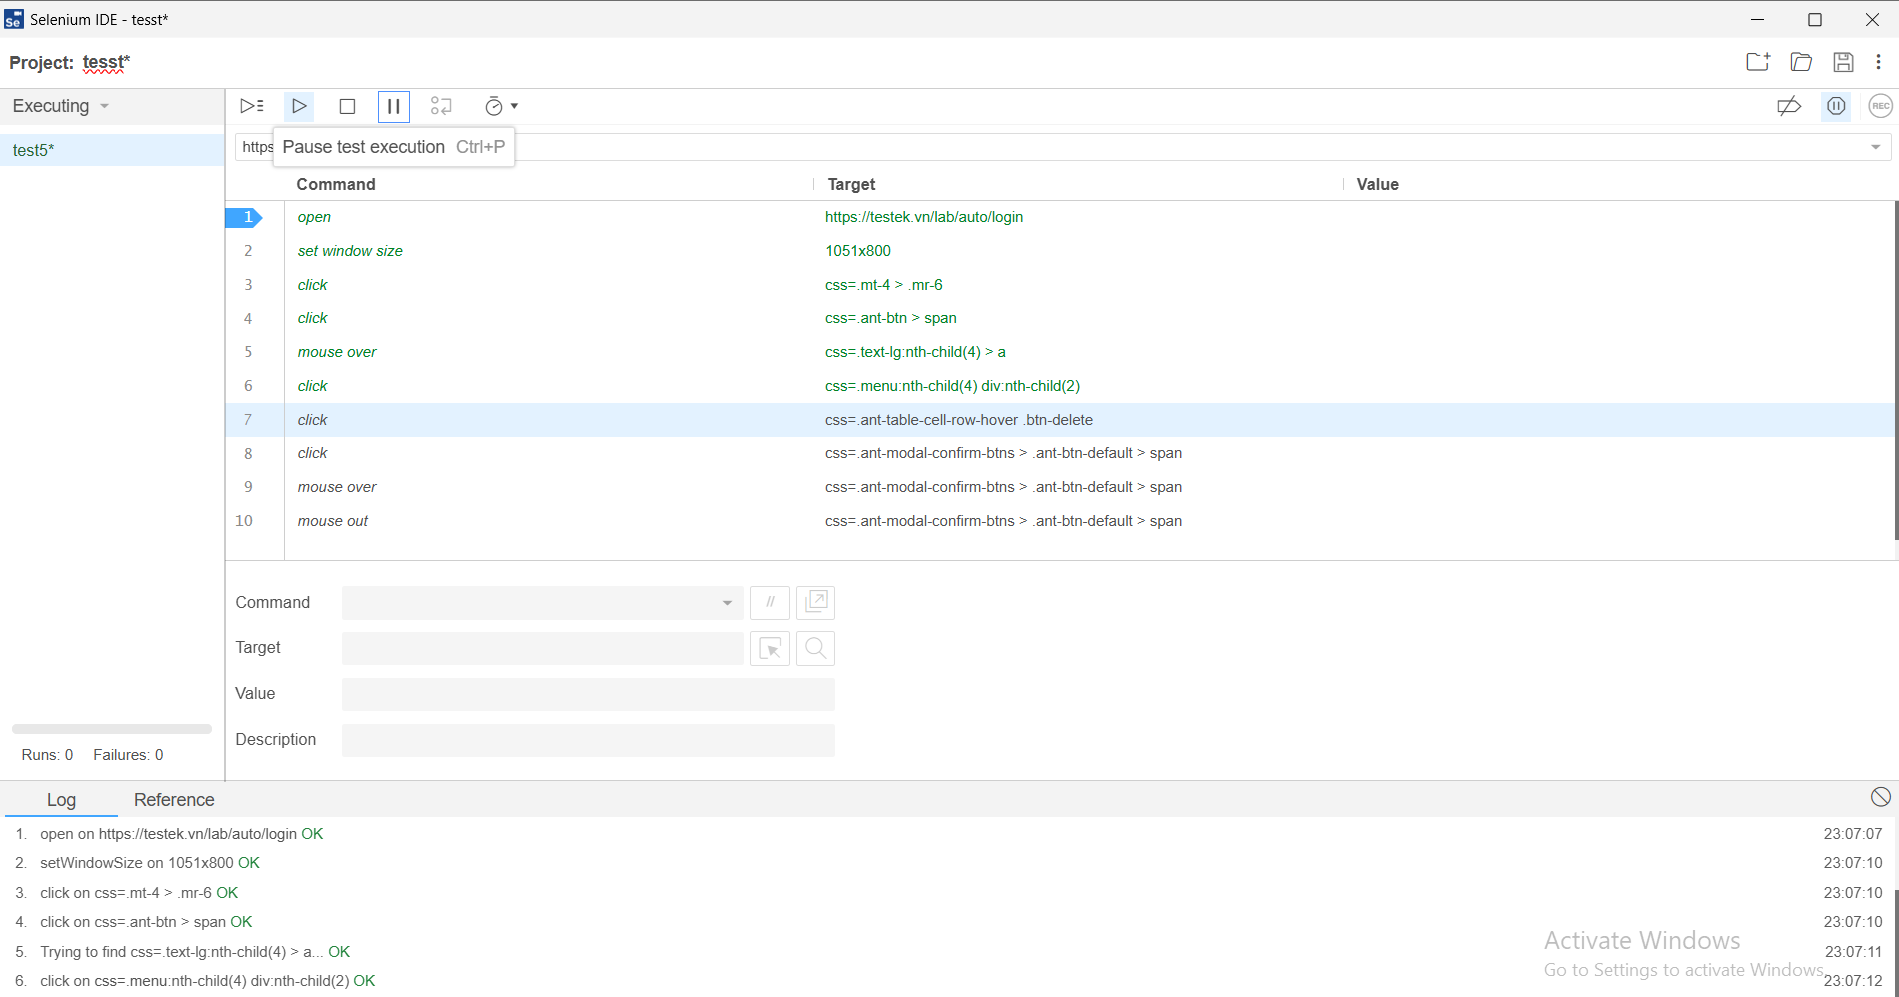 Selenium IDE - tesst*
Project: tesst*
Executing
REC
test5*
https
Pause test execution Ctrl+P
Command Target Value
1 open https://testek.vn/lab/auto/login
2 set window size 1051x800
3 click css=.mt-4 > .mr-6
4 click css=.ant-btn > span
5 mouse over css=.text-lg:nth-child(4) > a
6 click css=.menu:nth-child(4) div:nth-child(2)
7 click css=.ant-table-cell-row-hover .btn-delete
8 click css=.ant-modal-confirm-btns > .ant-btn-default > span
9 mouse over css=.ant-modal-confirm-btns > .ant-btn-default > span
10 mouse out css=.ant-modal-confirm-btns > .ant-btn-default > span
Command //
Target
Value
Description
Runs: 0 Failures: 0
Log Reference
1. open on https://testek.vn/lab/auto/login OK 23:07:07
2. setWindowSize on 1051x800 OK 23:07:10
3. click on css=.mt-4 > .mr-6 OK 23:07:10
4. click on css=.ant-btn > span OK 23:07:10
5. Trying to find css=.text-lg:nth-child(4) > a... OK 23:07:11
6. click on css=.menu:nth-child(4) div:nth-child(2) OK 23:07:12
Activate Windows
Go to Settings to activate Windows